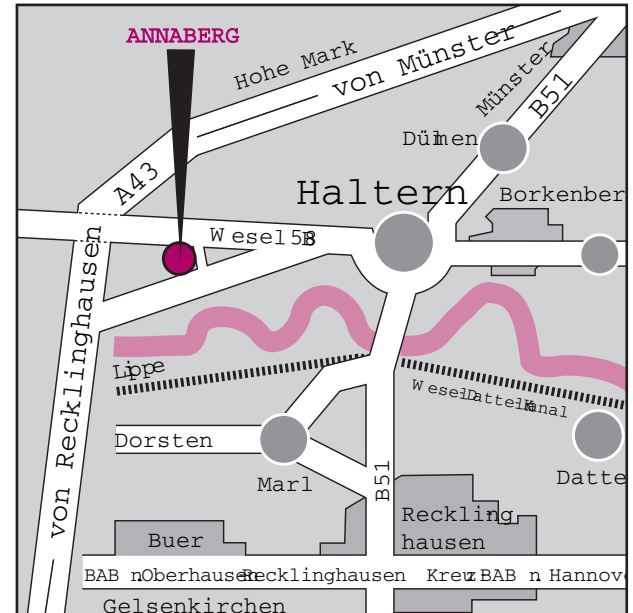 ANNABERG
Hohe Mark
von Münster
Münster
B51
Dülmen
A43
Haltern
Borkenber
Wesel 58
von Recklinghausen
Lippe
Wesel-Datteln-Kanal
Dorsten
Marl
B51
Datte
Reckling
hausen
Buer
BAB n. Oberhausen Recklinghausen Kreuz BAB n. Hannove
Gelsenkirchen